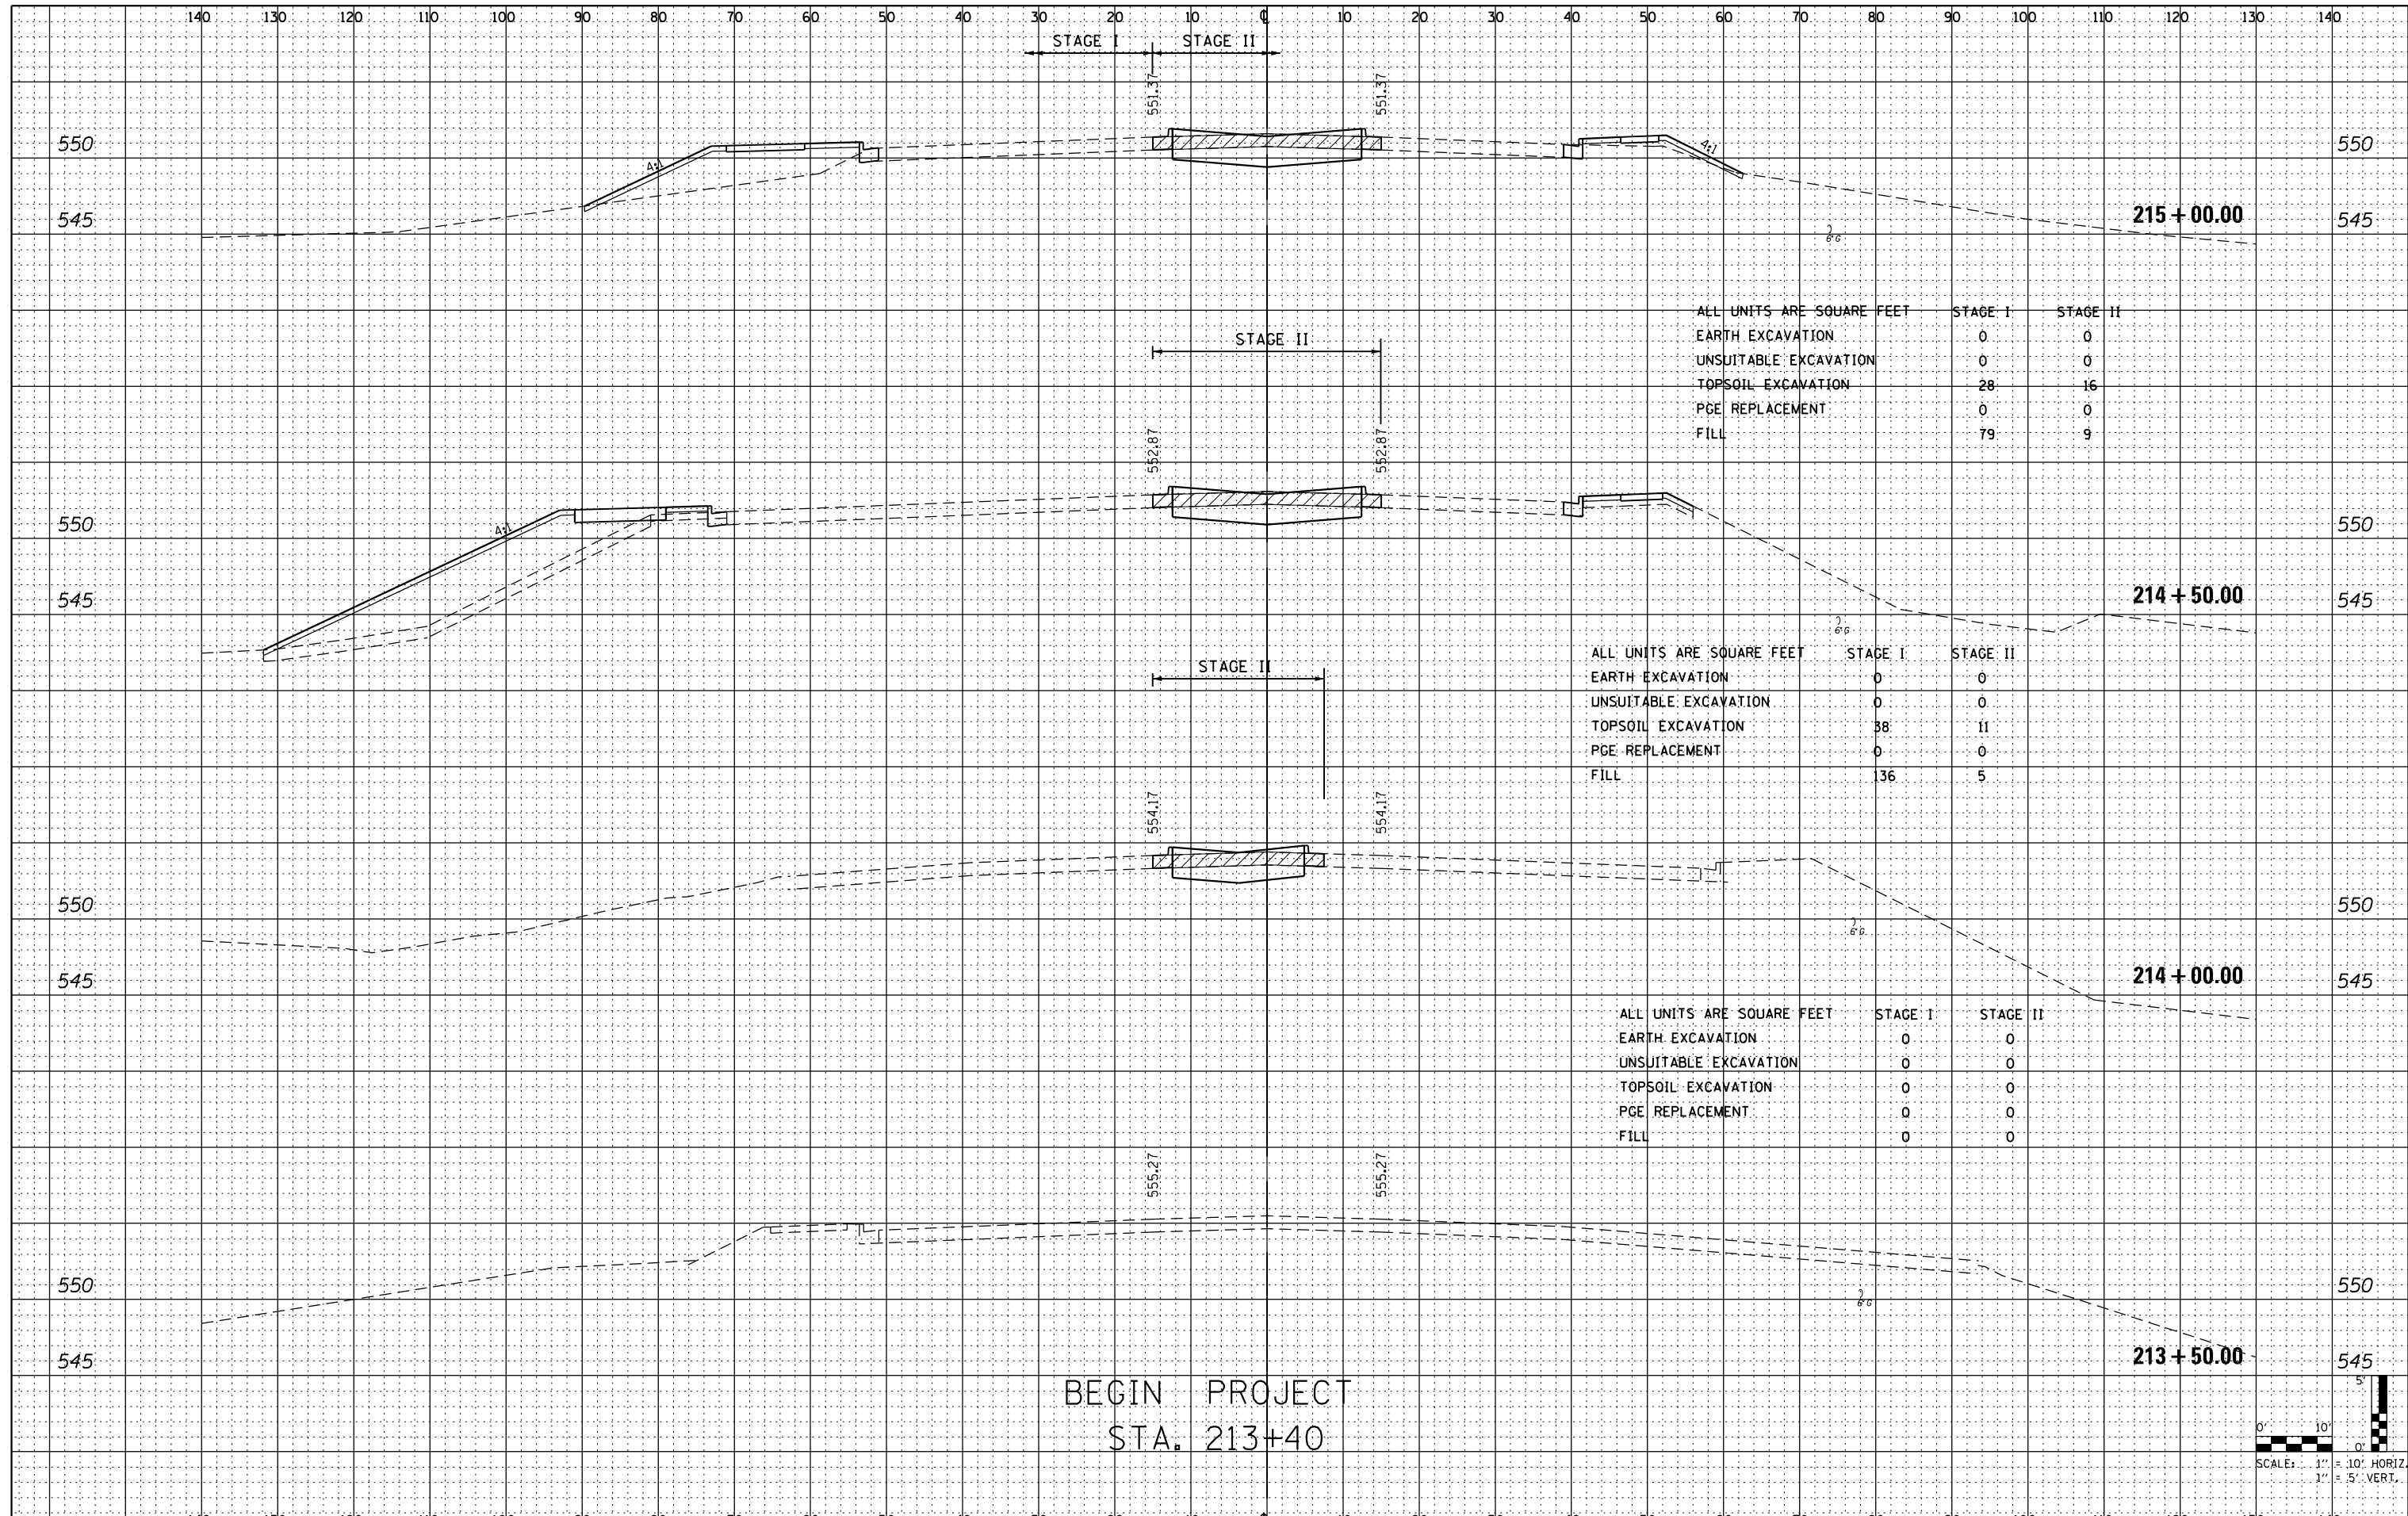 140 130 120 110 100 90 80 70 60 50 40 30 20 10 ℄ 10 20 30 40 50 60 70 80 90 100 110 120 130 140
STAGE I STAGE II
551.37 551.37
550 4:1 4:1 550
545 6"G 215+00.00 545
ALL UNITS ARE SQUARE FEET STAGE I STAGE II
EARTH EXCAVATION 0 0
UNSUITABLE EXCAVATION 0 0
TOPSOIL EXCAVATION 28 16
PGE REPLACEMENT 0 0
FILL 79 9
STAGE II
552.87 552.87
550 4:1 550
545 6"G 214+50.00 545
ALL UNITS ARE SQUARE FEET STAGE I STAGE II
EARTH EXCAVATION 0 0
UNSUITABLE EXCAVATION 0 0
TOPSOIL EXCAVATION 38 11
PGE REPLACEMENT 0 0
FILL 136 5
STAGE II
554.17 554.17
550 6"G 550
545 214+00.00 545
ALL UNITS ARE SQUARE FEET STAGE I STAGE II
EARTH EXCAVATION 0 0
UNSUITABLE EXCAVATION 0 0
TOPSOIL EXCAVATION 0 0
PGE REPLACEMENT 0 0
FILL 0 0
555.27 555.27
550 6"G 550
545 213+50.00 545
BEGIN PROJECT
STA. 213+40
5'
0' 10'
0'
SCALE: 1" = 10' HORIZ.
1" = 5' VERT.